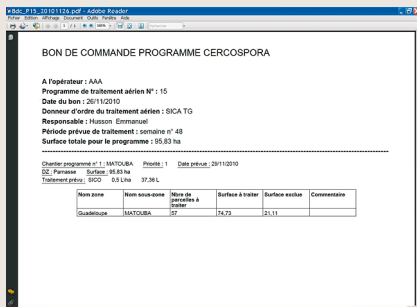 Bdc_P15_20101126.pdf - Adobe Reader
Fichier Edition Affichage Document Outils Fenêtre Aide
1 / 1
BON DE COMMANDE PROGRAMME CERCOSPORA
A l'opérateur : AAA
Programme de traitement aérien N° : 15
Date du bon : 26/11/2010
Donneur d'ordre du traitement aérien : SICA TG
Responsable : Husson Emmanuel
Période prévue de traitement : semaine n° 48
Surface totale pour le programme : 95,83 ha
Chantier programmé n° 1 : MATOUBA Priorité : 1 Date prévue : 29/11/2010
DZ : Parnasse Surface : 95,83 ha
Traitement prévu : SICO 0,5 L/ha 37,36 L
Nom zone Nom sous-zone Nbre de parcelles à traiter Surface à traiter Surface exclue Commentaire
Guadeloupe MATOUBA 57 74,73 21,11